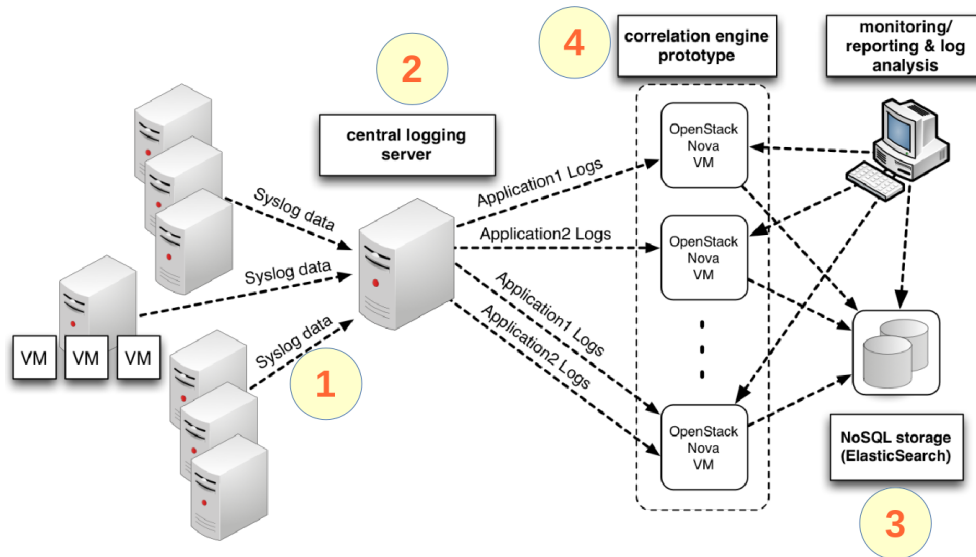 2
central logging
server
4
correlation engine
prototype
monitoring/
reporting & log
analysis
Syslog data
Syslog data
Syslog data
VM
VM
VM
1
Application1 Logs
Application2 Logs
Application1 Logs
Application2 Logs
OpenStack
Nova
VM
OpenStack
Nova
VM
OpenStack
Nova
VM
NoSQL storage
(ElasticSearch)
3